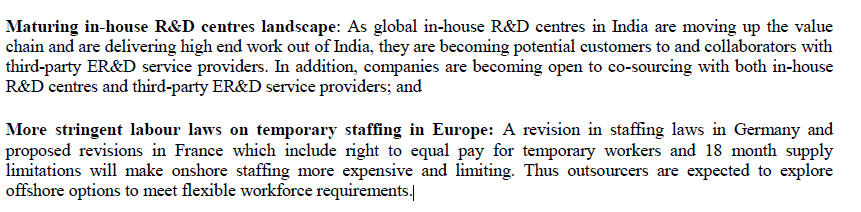 Maturing in-house R&D centres landscape: As global in-house R&D centres in India are moving up the value
chain and are delivering high end work out of India, they are becoming potential customers to and collaborators with
third-party ER&D service providers. In addition, companies are becoming open to co-sourcing with both in-house
R&D centres and third-party ER&D service providers; and
More stringent labour laws on temporary staffing in Europe: A revision in staffing laws in Germany and
proposed revisions in France which include right to equal pay for temporary workers and 18 month supply
limitations will make onshore staffing more expensive and limiting. Thus outsourcers are expected to explore
offshore options to meet flexible workforce requirements.